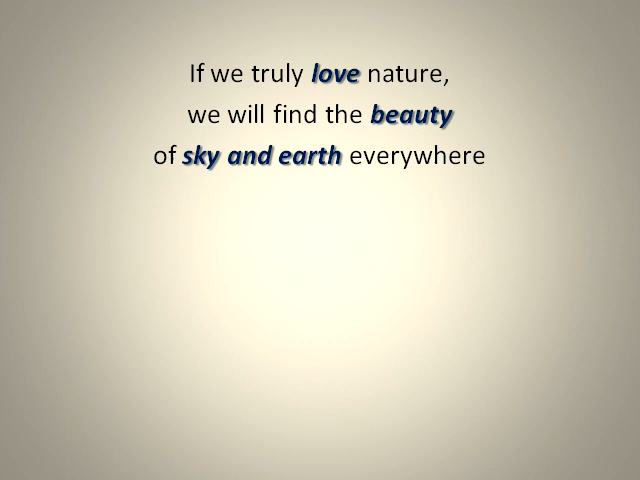 If we truly love nature,
we will find the beauty
of sky and earth everywhere